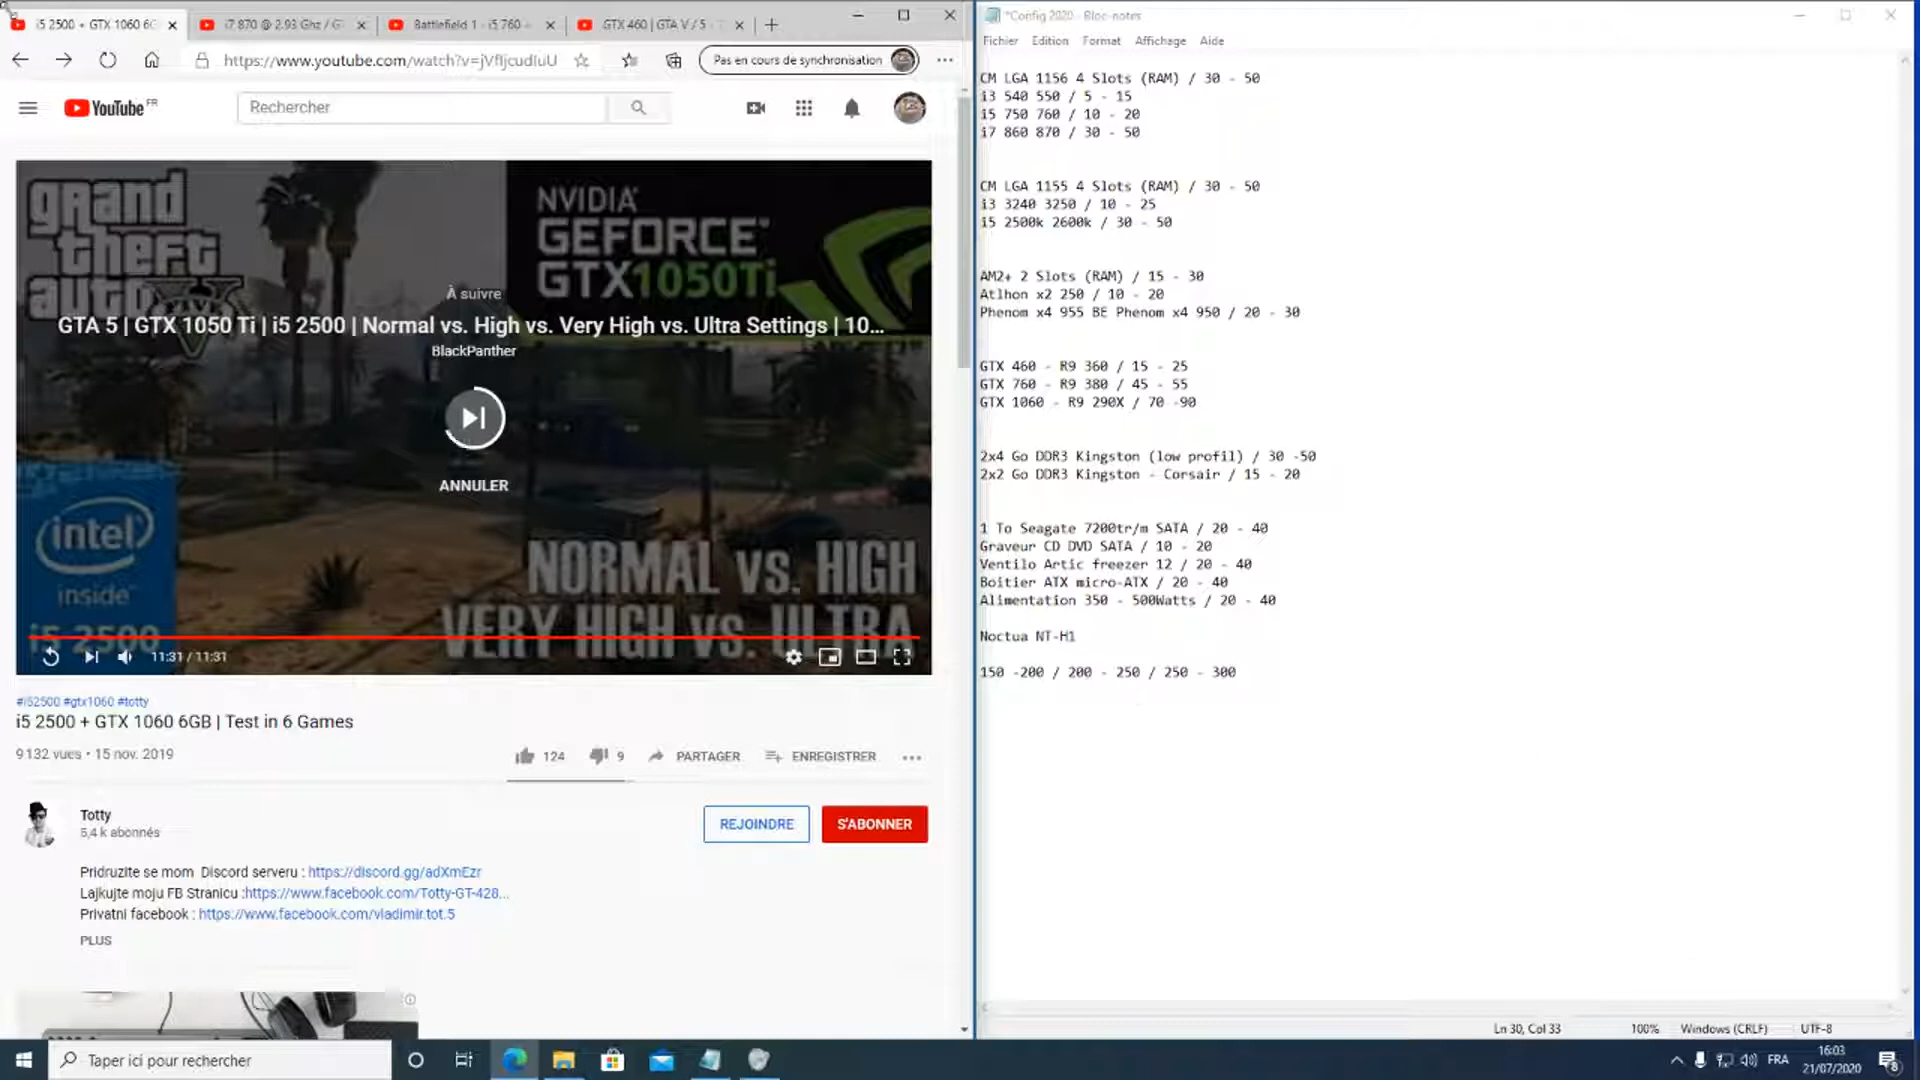 i5 2500 + GTX 1060 6G
i7 870 @ 2.93 Ghz / G
Battlefield 1 - i5 760 -
GTX 460 | GTA V / 5 -
https://www.youtube.com/watch?v=jVfIjcudIuU
Pas en cours de synchronisation
YouTube FR
Rechercher
grand theft auto V
NVIDIA
GEFORCE
GTX1050Ti
À suivre
GTA 5 | GTX 1050 Ti | i5 2500 | Normal vs. High vs. Very High vs. Ultra Settings | 10...
BlackPanther
ANNULER
intel
inside
i5 2500
NORMAL vs. HIGH
VERY HIGH vs. ULTRA
11:31 / 11:31
#i52500 #gtx1060 #totty
i5 2500 + GTX 1060 6GB | Test in 6 Games
9 132 vues • 15 nov. 2019
124
9
PARTAGER
ENREGISTRER
Totty
5,4 k abonnés
REJOINDRE
S'ABONNER
Pridruzite se mom Discord serveru : https://discord.gg/adXmEzr
Lajkujte moju FB Stranicu :https://www.facebook.com/Totty-GT-428...
Privatni facebook : https://www.facebook.com/vladimir.tot.5
PLUS
*Config 2020 - Bloc-notes
Fichier Edition Format Affichage Aide
CM LGA 1156 4 Slots (RAM) / 30 - 50
i3 540 550 / 5 - 15
i5 750 760 / 10 - 20
i7 860 870 / 30 - 50
CM LGA 1155 4 Slots (RAM) / 30 - 50
i3 3240 3250 / 10 - 25
i5 2500k 2600k / 30 - 50
AM2+ 2 Slots (RAM) / 15 - 30
Atlhon x2 250 / 10 - 20
Phenom x4 955 BE Phenom x4 950 / 20 - 30
GTX 460 - R9 360 / 15 - 25
GTX 760 - R9 380 / 45 - 55
GTX 1060 - R9 290X / 70 -90
2x4 Go DDR3 Kingston (low profil) / 30 -50
2x2 Go DDR3 Kingston - Corsair / 15 - 20
1 To Seagate 7200tr/m SATA / 20 - 40
Graveur CD DVD SATA / 10 - 20
Ventilo Artic freezer 12 / 20 - 40
Boitier ATX micro-ATX / 20 - 40
Alimentation 350 - 500Watts / 20 - 40
Noctua NT-H1
150 -200 / 200 - 250 / 250 - 300
Ln 30, Col 33
100%
Windows (CRLF)
UTF-8
Taper ici pour rechercher
FRA
16:03
21/07/2020
8